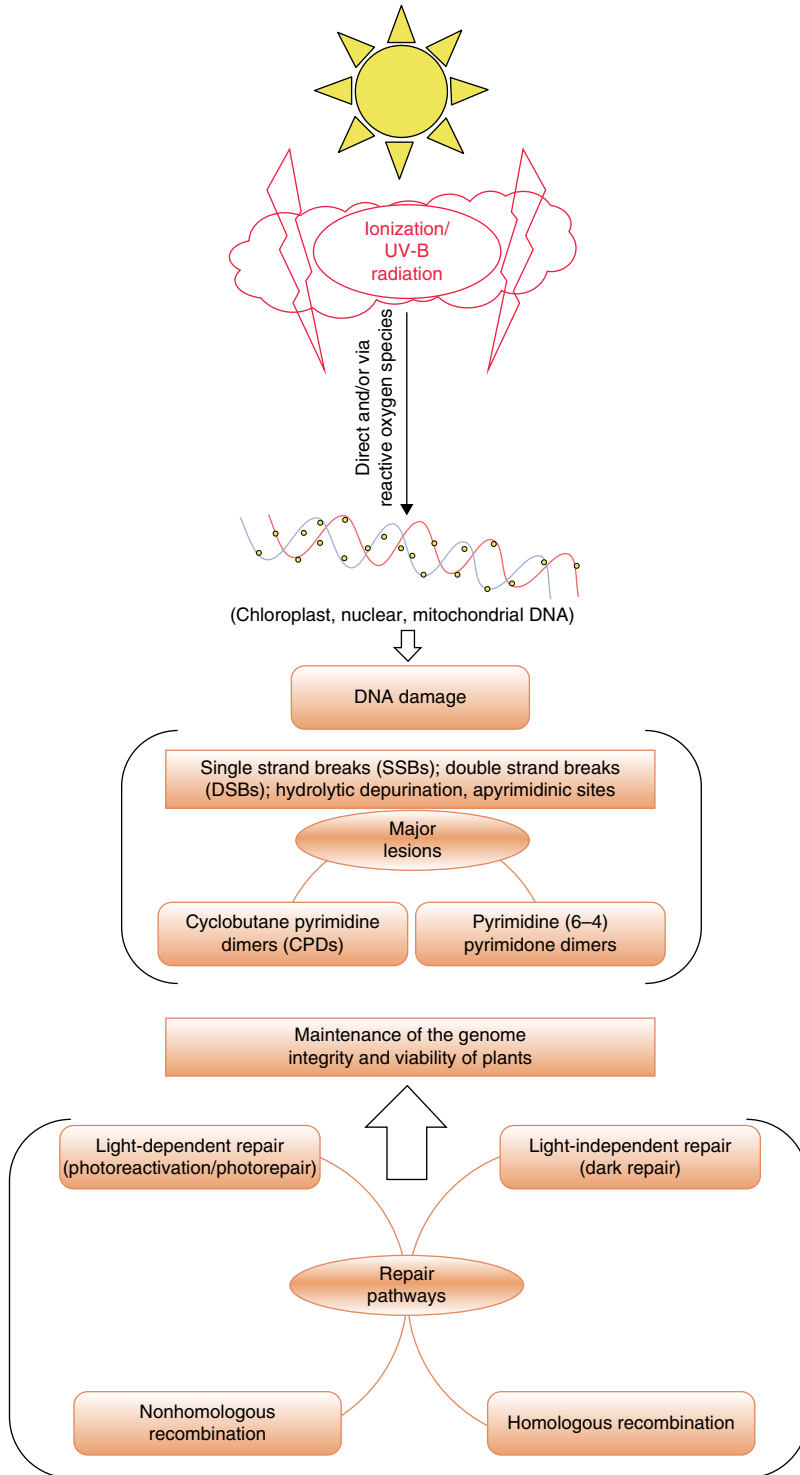 Ionization/
UV-B
radiation
Direct and/or via
reactive oxygen species
(Chloroplast, nuclear, mitochondrial DNA)
DNA damage
Single strand breaks (SSBs); double strand breaks
(DSBs); hydrolytic depurination, apyrimidinic sites
Major
lesions
Cyclobutane pyrimidine
dimers (CPDs)
Pyrimidine (6–4)
pyrimidone dimers
Maintenance of the genome
integrity and viability of plants
Light-dependent repair
(photoreactivation/photorepair)
Light-independent repair
(dark repair)
Repair
pathways
Nonhomologous
recombination
Homologous recombination